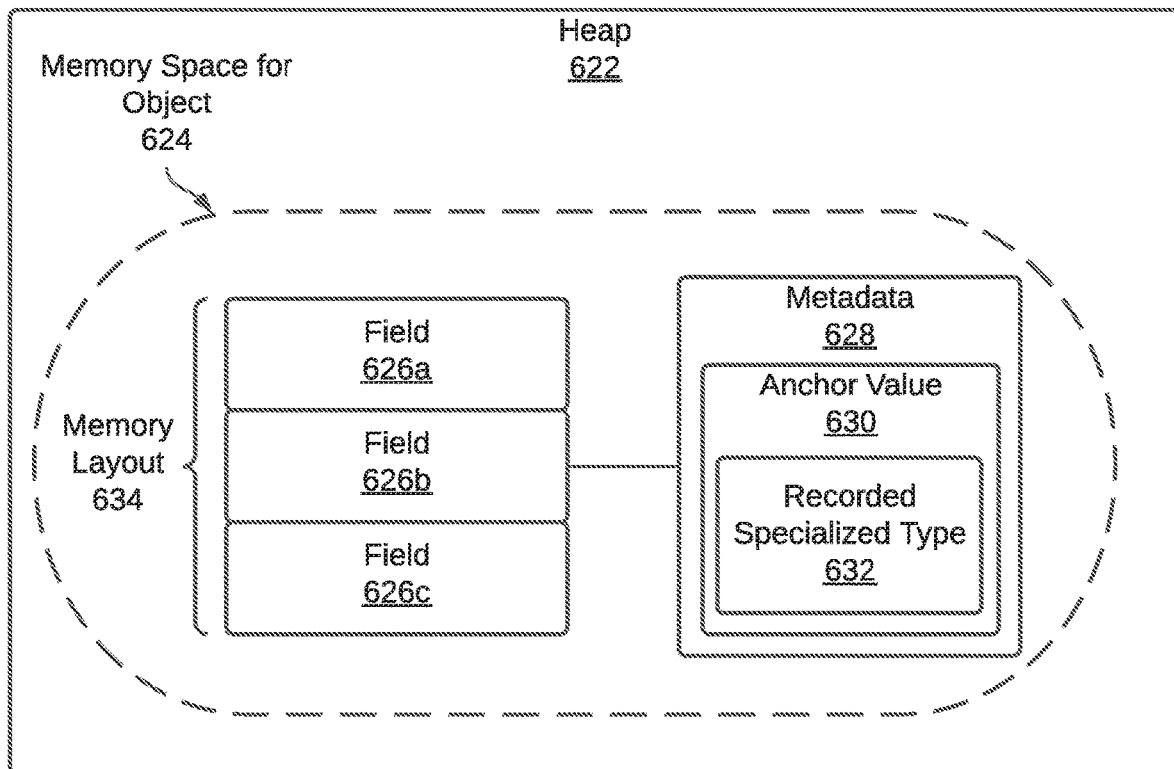 Heap
622
Memory Space for
Object
624
Memory
Layout
634
Field
626a
Field
626b
Field
626c
Metadata
628
Anchor Value
630
Recorded
Specialized Type
632